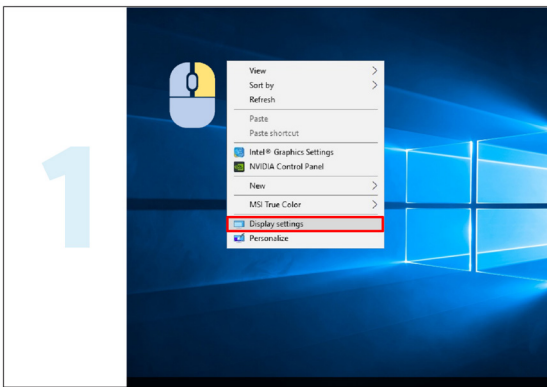 1
View
Sort by
Refresh
Paste
Paste shortcut
Intel® Graphics Settings
NVIDIA Control Panel
New
MSI True Color
Display settings
Personalize